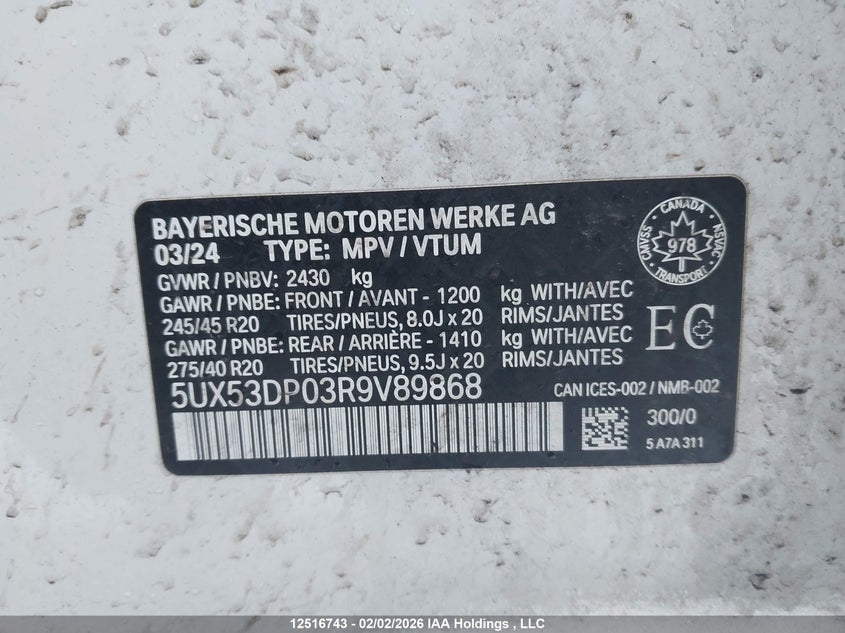 BAYERISCHE MOTOREN WERKE AG
03/24 TYPE: MPV / VTUM
GVWR / PNBV: 2430 kg
GAWR / PNBE: FRONT / AVANT - 1200 kg WITH/AVEC
245/45 R20 TIRES/PNEUS, 8.0J x 20 RIMS/JANTES
GAWR / PNBE: REAR / ARRIÈRE - 1410 kg WITH/AVEC
275/40 R20 TIRES/PNEUS, 9.5J x 20 RIMS/JANTES
5UX53DP03R9V89868
CANADA
CMVSS 978 NSVAC
TRANSPORT
EC
CAN ICES-002 / NMB-002
300/0
5 A7A 311
12516743 - 02/02/2026 IAA Holdings , LLC